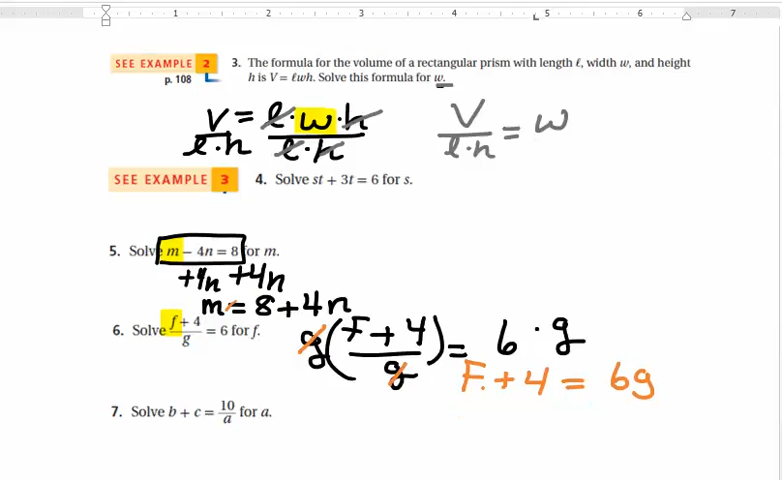 1 2 3 4 5 6 7
SEE EXAMPLE 2 3. The formula for the volume of a rectangular prism with length ℓ, width w, and height
p. 108 h is V = ℓwh. Solve this formula for w.
V = ℓ · w · h
ℓ · h ℓ · h
V
ℓ · h = w
SEE EXAMPLE 3 4. Solve st + 3t = 6 for s.
5. Solve m − 4n = 8 for m.
+4n +4n
m = 8 + 4n
6. Solve f + 4 / g = 6 for f.
g ( F + 4 / g ) = 6 · g
F + 4 = 6g
7. Solve b + c = 10 / a for a.